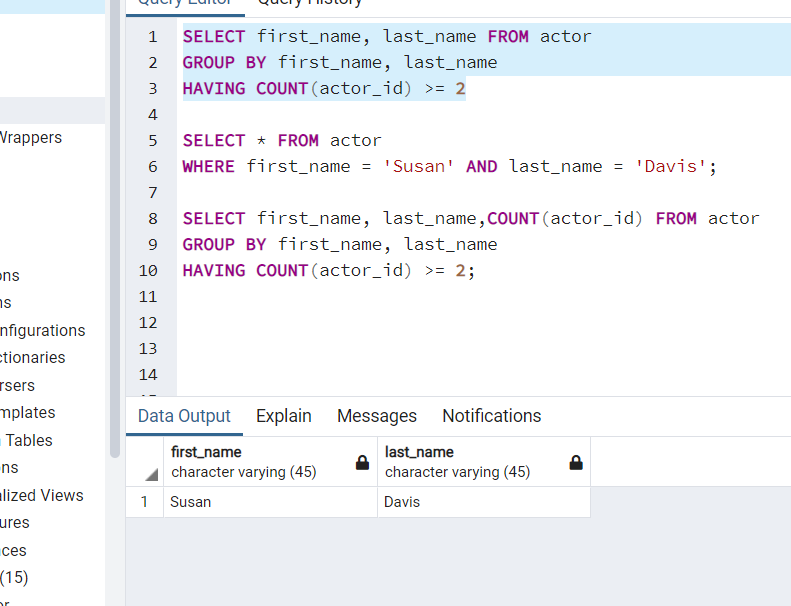 Query Editor Query History
1 SELECT first_name, last_name FROM actor
2 GROUP BY first_name, last_name
3 HAVING COUNT(actor_id) >= 2
4
5 SELECT * FROM actor
6 WHERE first_name = 'Susan' AND last_name = 'Davis';
7
8 SELECT first_name, last_name,COUNT(actor_id) FROM actor
9 GROUP BY first_name, last_name
10 HAVING COUNT(actor_id) >= 2;
11
12
13
14
Wrappers
ons
ns
nfigurations
ctionaries
rsers
mplates
Tables
ons
alized Views
ures
nces
(15)
Data Output Explain Messages Notifications
first_name last_name
character varying (45) character varying (45)
1 Susan Davis